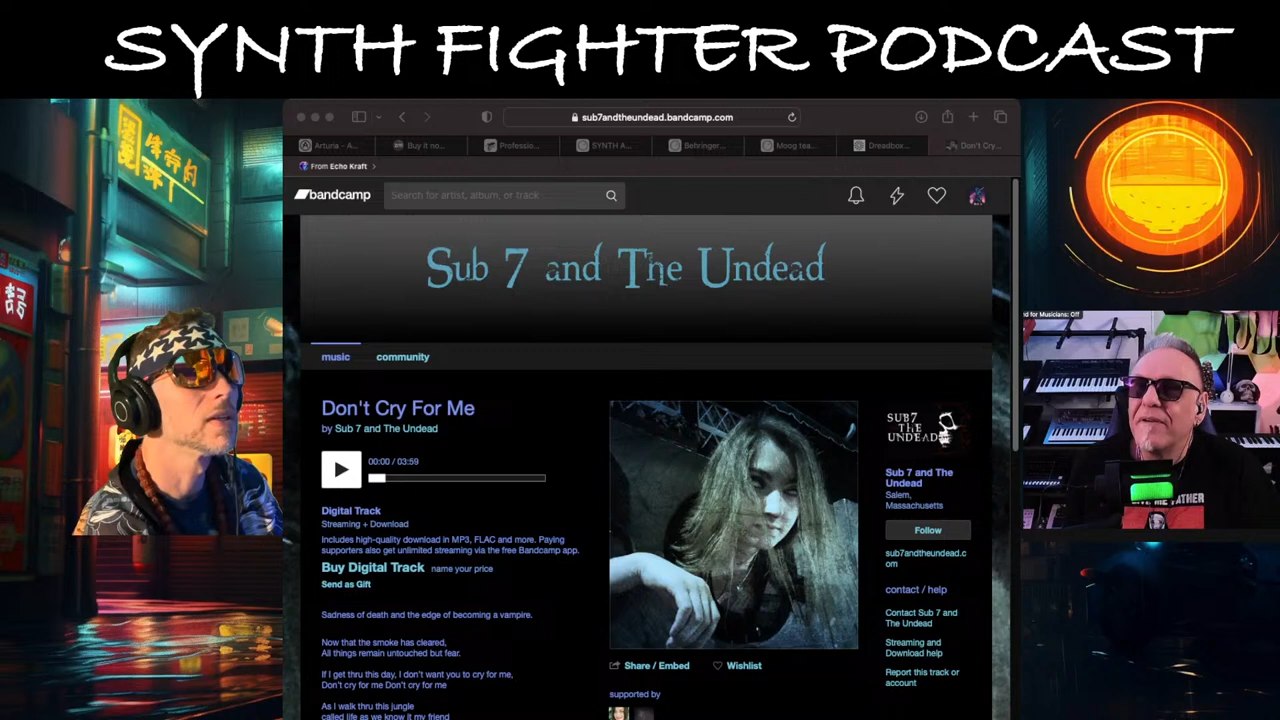 SYNTH FIGHTER PODCAST
sub7andtheundead.bandcamp.com
Arturia - A...
Buy it no...
Professio...
SYNTH A...
Behringer...
Moog tea...
Dreadbox...
Don't Cry...
From Echo Kraft
bandcamp
Search for artist, album, or track
Sub 7 and The Undead
music
community
Don't Cry For Me
by Sub 7 and The Undead
00:00 / 03:59
Digital Track
Streaming + Download
Includes high-quality download in MP3, FLAC and more. Paying
supporters also get unlimited streaming via the free Bandcamp app.
Buy Digital Track name your price
Send as Gift
Sadness of death and the edge of becoming a vampire.
Now that the smoke has cleared,
All things remain untouched but fear.
If I get thru this day, I don't want you to cry for me,
Don't cry for me Don't cry for me
As I walk thru this jungle
called life as we know it my friend
Share / Embed
Wishlist
supported by
SUB7
THE
UNDEAD
Sub 7 and The
Undead
Salem,
Massachusetts
Follow
sub7andtheundead.c
om
contact / help
Contact Sub 7 and
The Undead
Streaming and
Download help
Report this track or
account
nd for Musicians: Off
FATHER